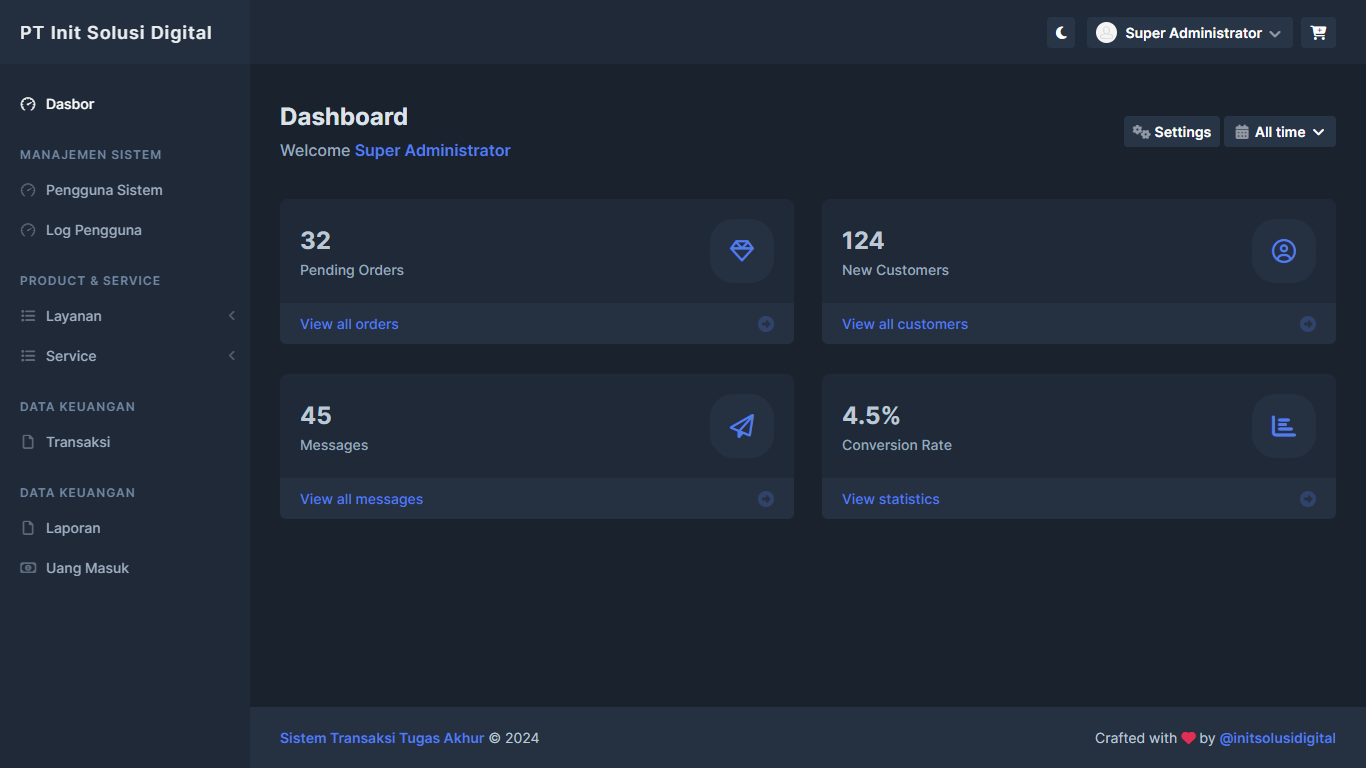 PT Init Solusi Digital
Super Administrator
Dasbor
MANAJEMEN SISTEM
Pengguna Sistem
Log Pengguna
PRODUCT & SERVICE
Layanan
Service
DATA KEUANGAN
Transaksi
DATA KEUANGAN
Laporan
Uang Masuk
Dashboard
Welcome Super Administrator
Settings
All time
32
Pending Orders
View all orders
124
New Customers
View all customers
45
Messages
View all messages
4.5%
Conversion Rate
View statistics
Sistem Transaksi Tugas Akhur © 2024
Crafted with ❤ by @initsolusidigital